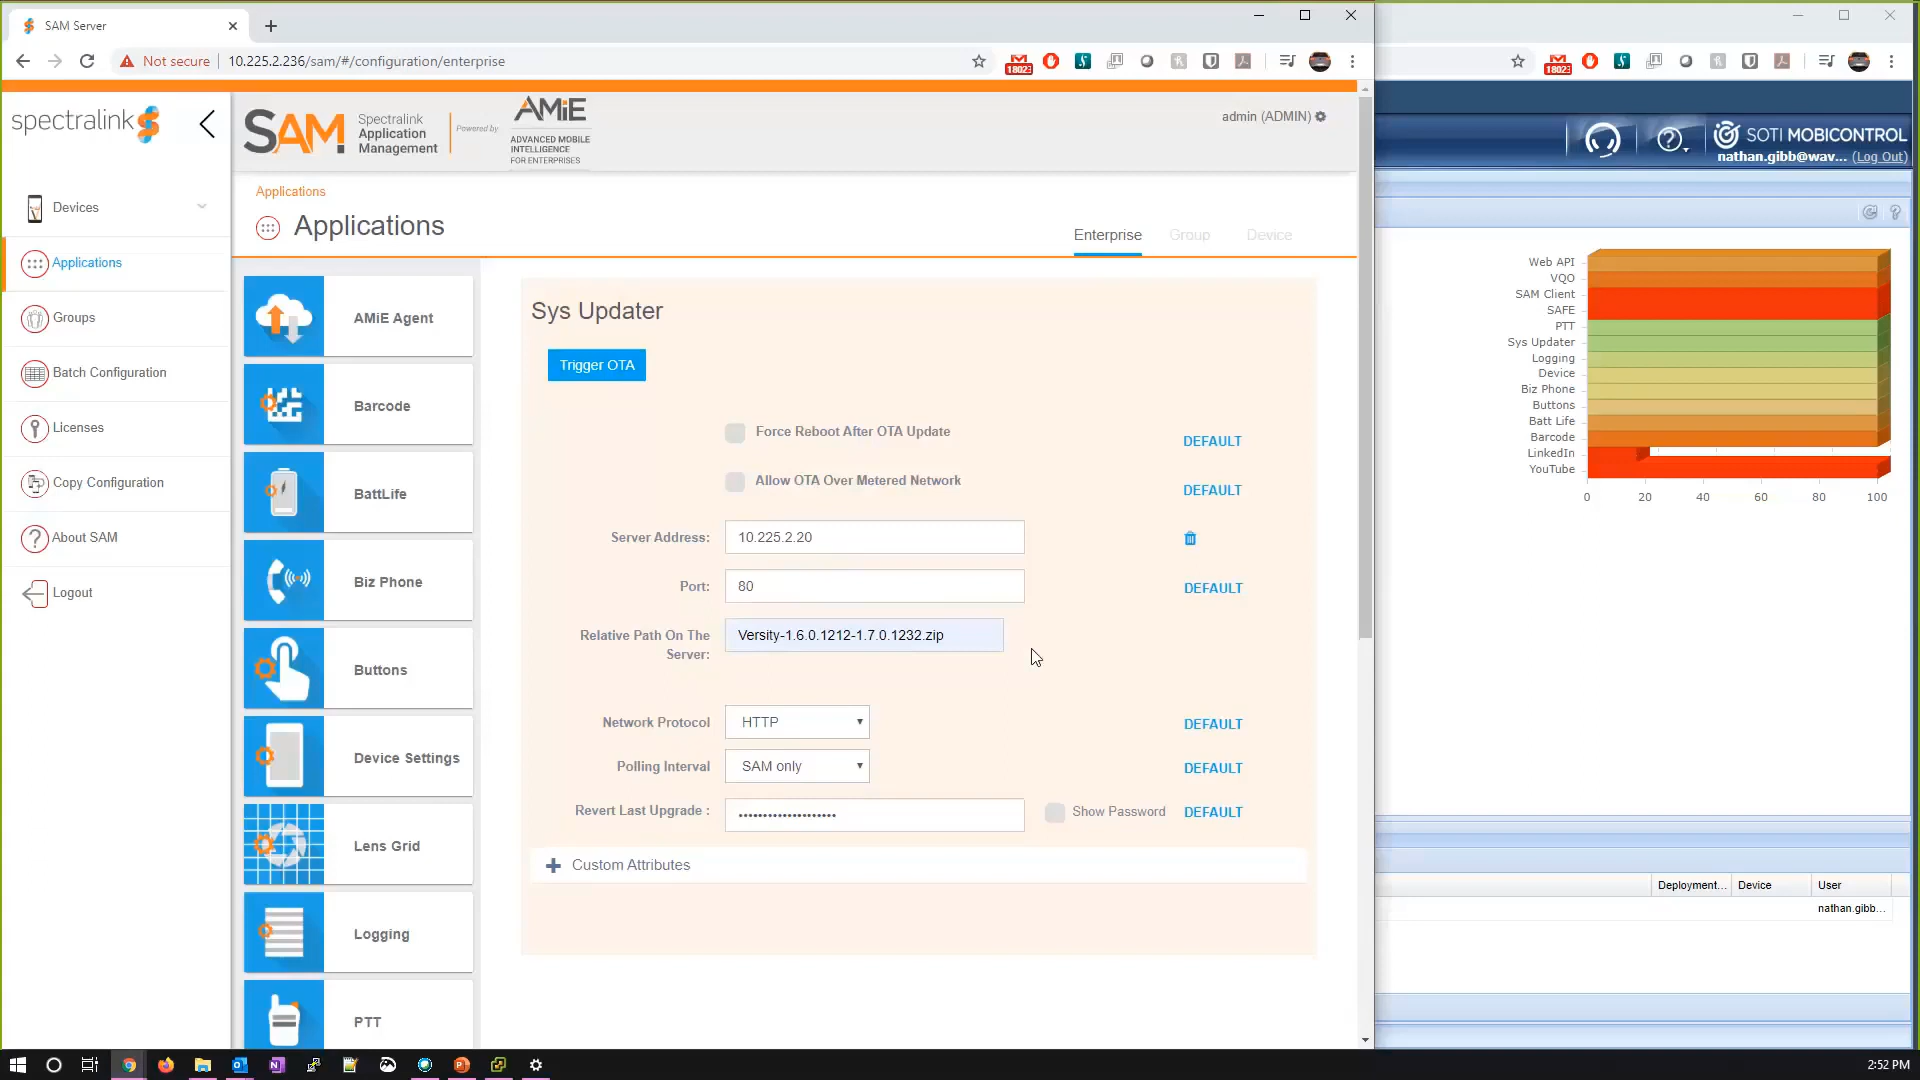 SAM Server
Not secure
10.225.2.236/sam/#/configuration/enterprise
18023
18023
spectralink
SAM
Spectralink
Application
Management
Powered by
AMiE
ADVANCED MOBILE
INTELLIGENCE
FOR ENTERPRISES
admin (ADMIN)
SOTI MOBICONTROL
nathan.gibb@wav... (Log Out)
Devices
Applications
Groups
Batch Configuration
Licenses
Copy Configuration
About SAM
Logout
Applications
Applications
Enterprise
Group
Device
AMiE Agent
Barcode
BattLife
Biz Phone
Buttons
Device Settings
Lens Grid
Logging
PTT
Sys Updater
Trigger OTA
Force Reboot After OTA Update
DEFAULT
Allow OTA Over Metered Network
DEFAULT
Server Address:
10.225.2.20
Port:
80
DEFAULT
Relative Path On The
Server:
Versity-1.6.0.1212-1.7.0.1232.zip
Network Protocol
HTTP
DEFAULT
Polling Interval
SAM only
DEFAULT
Revert Last Upgrade :
••••••••••••••••••••
Show Password
DEFAULT
Custom Attributes
Web API
VQO
SAM Client
SAFE
PTT
Sys Updater
Logging
Device
Biz Phone
Buttons
Batt Life
Barcode
LinkedIn
YouTube
0 20 40 60 80 100
Deployment...
Device
User
nathan.gibb...
2:52 PM